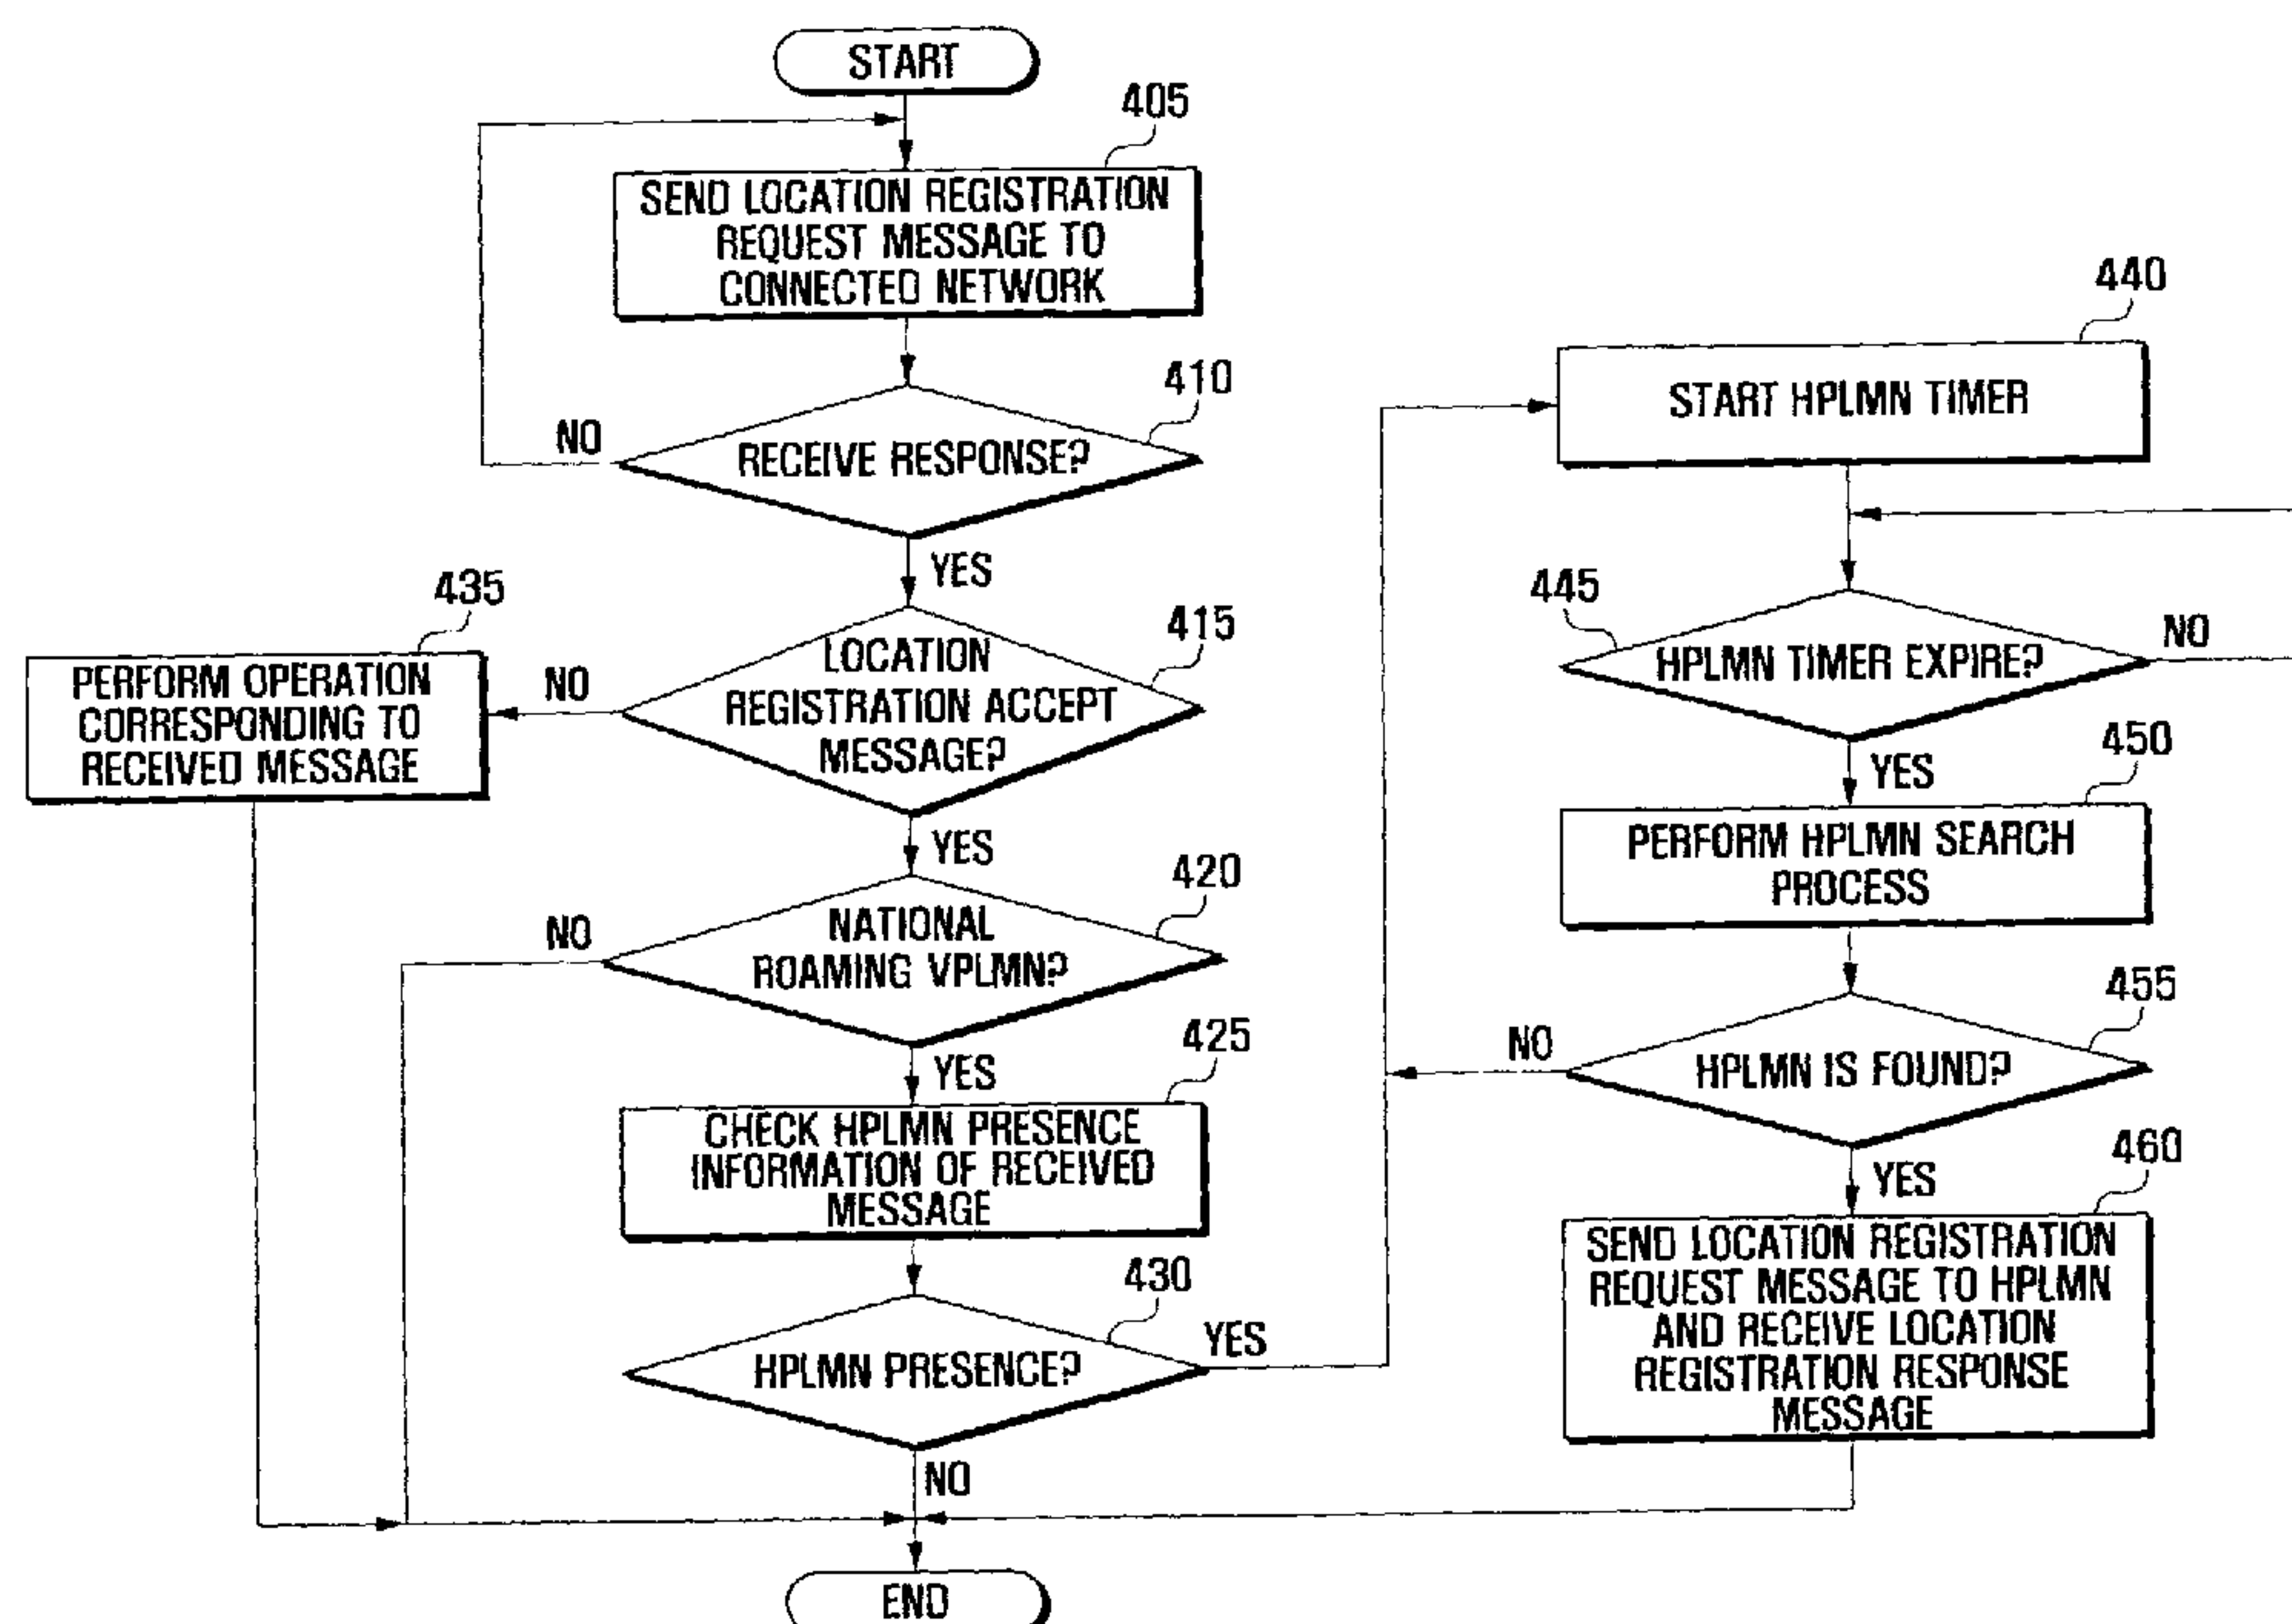 START
405
SEND LOCATION REGISTRATION
REQUEST MESSAGE TO
CONNECTED NETWORK
410
NO
RECEIVE RESPONSE?
YES
435
PERFORM OPERATION
CORRESPONDING TO
RECEIVED MESSAGE
NO
415
LOCATION
REGISTRATION ACCEPT
MESSAGE?
YES
420
NO
NATIONAL
ROAMING VPLMN?
YES
425
CHECK HPLMN PRESENCE
INFORMATION OF RECEIVED
MESSAGE
430
HPLMN PRESENCE?
YES
NO
END
440
START HPLMN TIMER
445
HPLMN TIMER EXPIRE?
NO
YES
450
PERFORM HPLMN SEARCH
PROCESS
455
NO
HPLMN IS FOUND?
YES
460
SEND LOCATION REGISTRATION
REQUEST MESSAGE TO HPLMN
AND RECEIVE LOCATION
REGISTRATION RESPONSE
MESSAGE